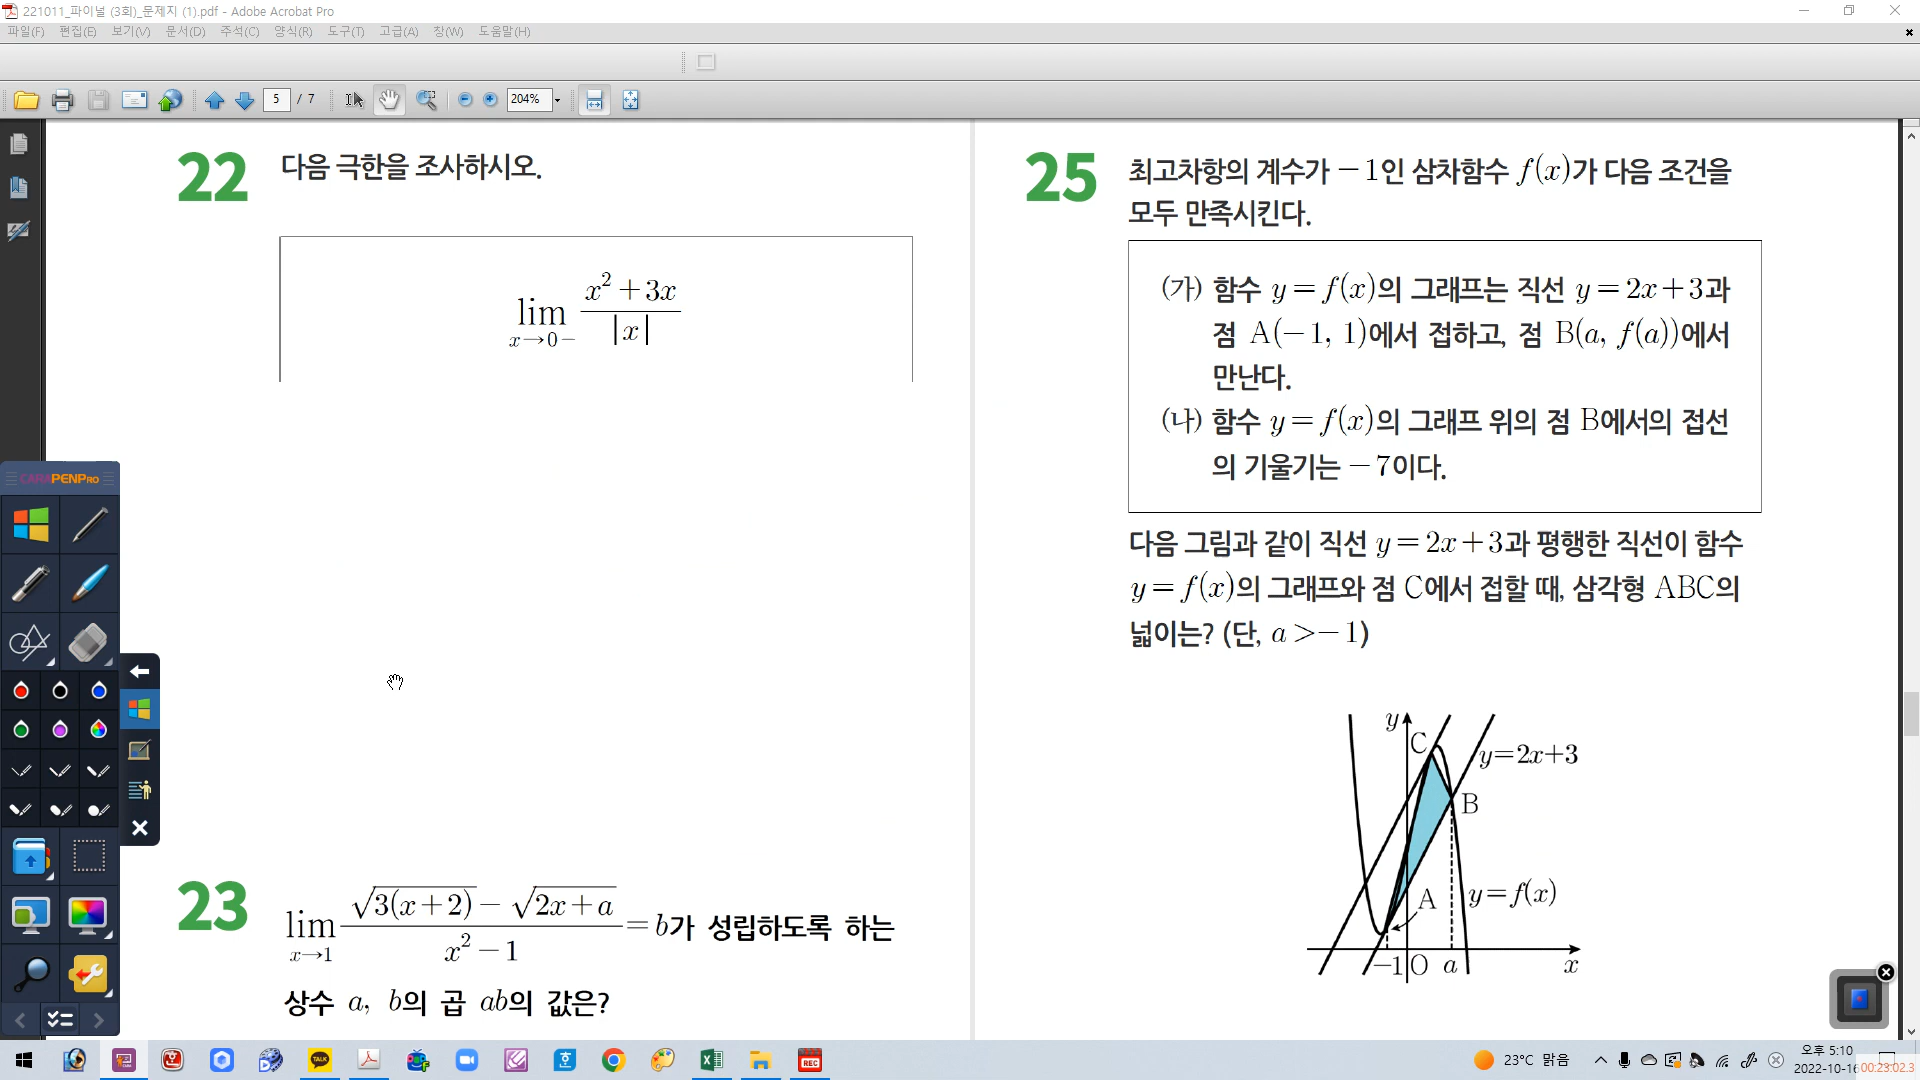 221011_파이널 (3회)_문제지 (1).pdf - Adobe Acrobat Pro
파일(F) 편집(E) 보기(V) 문서(D) 주석(C) 양식(R) 도구(T) 고급(A) 창(W) 도움말(H)
5 / 7 204%
22 다음 극한을 조사하시오.
lim x→0− (x² + 3x)/|x|
23 lim x→1 (√3(x+2) − √2x+a)/(x² − 1) = b가 성립하도록 하는
상수 a, b의 곱 ab의 값은?
25 최고차항의 계수가 −1인 삼차함수 f(x)가 다음 조건을
모두 만족시킨다.
(가) 함수 y=f(x)의 그래프는 직선 y=2x+3과
점 A(−1, 1)에서 접하고, 점 B(a, f(a))에서
만난다.
(나) 함수 y=f(x)의 그래프 위의 점 B에서의 접선
의 기울기는 −7이다.
다음 그림과 같이 직선 y=2x+3과 평행한 직선이 함수
y=f(x)의 그래프와 점 C에서 접할 때, 삼각형 ABC의
넓이는? (단, a>−1)
y
C
y=2x+3
B
A
y=f(x)
−1 O a x
CAMPENPRO
TALK
REC
23°C 맑음
오후 5:10
2022-10-16
00:23:02.3